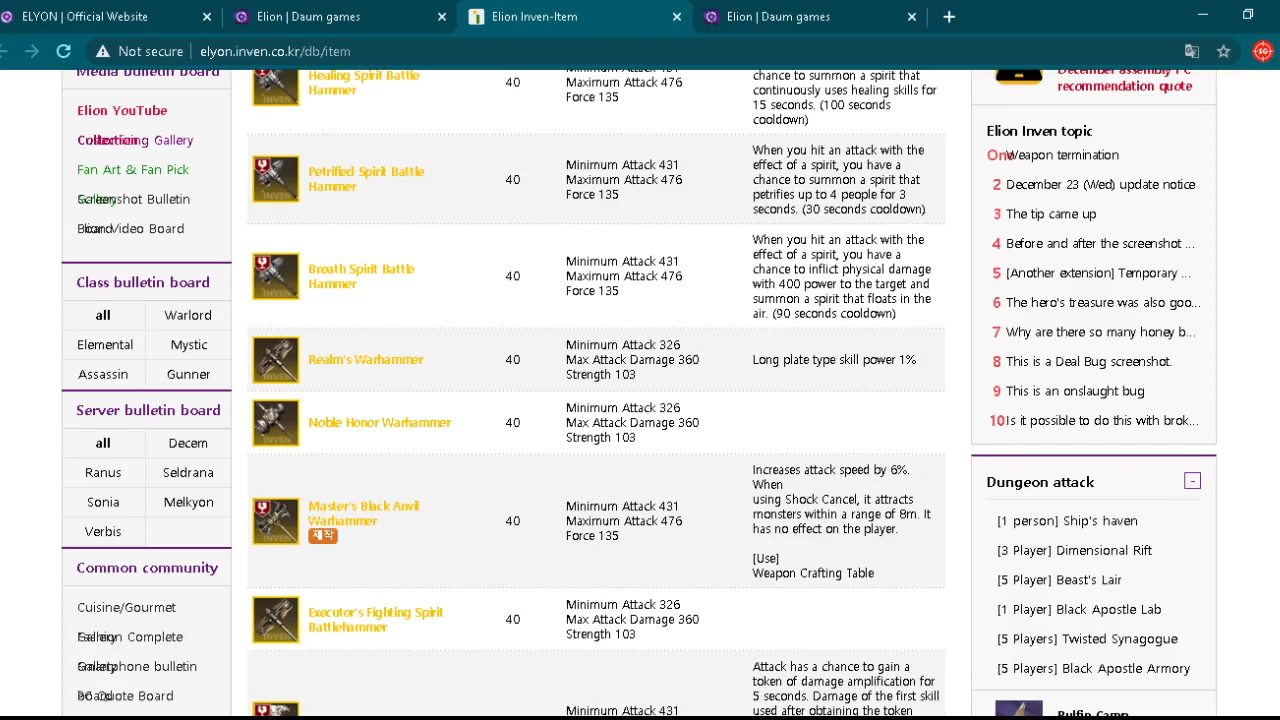 ELYON | Official Website
Elion | Daum games
Elion Inven-Item
Elion | Daum games
Not secure
elyon.inven.co.kr/db/item
Media bulletin board
Elion YouTube
Customizing Gallery
Fan Art & Fan Pick
Screenshot Bulletin
Video Board
Class bulletin board
all
Warlord
Elemental
Mystic
Assassin
Gunner
Server bulletin board
all
Decem
Ranus
Seldrana
Sonia
Melkyon
Verbis
Common community
Cuisine/Gourmet
Complete
bulletin
PC Quote Board
Healing Spirit Battle
Hammer
40
Maximum Attack 476
Force 135
chance to summon a spirit that
continuously uses healing skills for
15 seconds. (100 seconds
cooldown)
Petrified Spirit Battle
Hammer
40
Minimum Attack 431
Maximum Attack 476
Force 135
When you hit an attack with the
effect of a spirit, you have a
chance to summon a spirit that
petrifies up to 4 people for 3
seconds. (30 seconds cooldown)
Breath Spirit Battle
Hammer
40
Minimum Attack 431
Maximum Attack 476
Force 135
When you hit an attack with the
effect of a spirit, you have a
chance to inflict physical damage
with 400 power to the target and
summon a spirit that floats in the
air. (90 seconds cooldown)
Realm's Warhammer
40
Minimum Attack 326
Max Attack Damage 360
Strength 103
Long plate type skill power 1%
Noble Honor Warhammer
40
Minimum Attack 326
Max Attack Damage 360
Strength 103
Master's Black Anvil
Warhammer
제작
40
Minimum Attack 431
Maximum Attack 476
Force 135
Increases attack speed by 6%.
When
using Shock Cancel, it attracts
monsters within a range of 8m. It
has no effect on the player.
[Use]
Weapon Crafting Table
Executor's Fighting Spirit
Battlehammer
40
Minimum Attack 326
Max Attack Damage 360
Strength 103
Minimum Attack 431
Attack has a chance to gain a
token of damage amplification for
5 seconds. Damage of the first skill
used after obtaining the token
December assembly PC
recommendation quote
Elion Inven topic
One Weapon termination
2 December 23 (Wed) update notice
3 The tip came up
4 Before and after the screenshot ...
5 [Another extension] Temporary ...
6 The hero's treasure was also goo...
7 Why are there so many honey b...
8 This is a Deal Bug screenshot.
9 This is an onslaught bug
10 Is it possible to do this with brok...
Dungeon attack
-
[1 person] Ship's haven
[3 Player] Dimensional Rift
[5 Player] Beast's Lair
[1 Player] Black Apostle Lab
[5 Players] Twisted Synagogue
[5 Players] Black Apostle Armory
Bulfin Camp